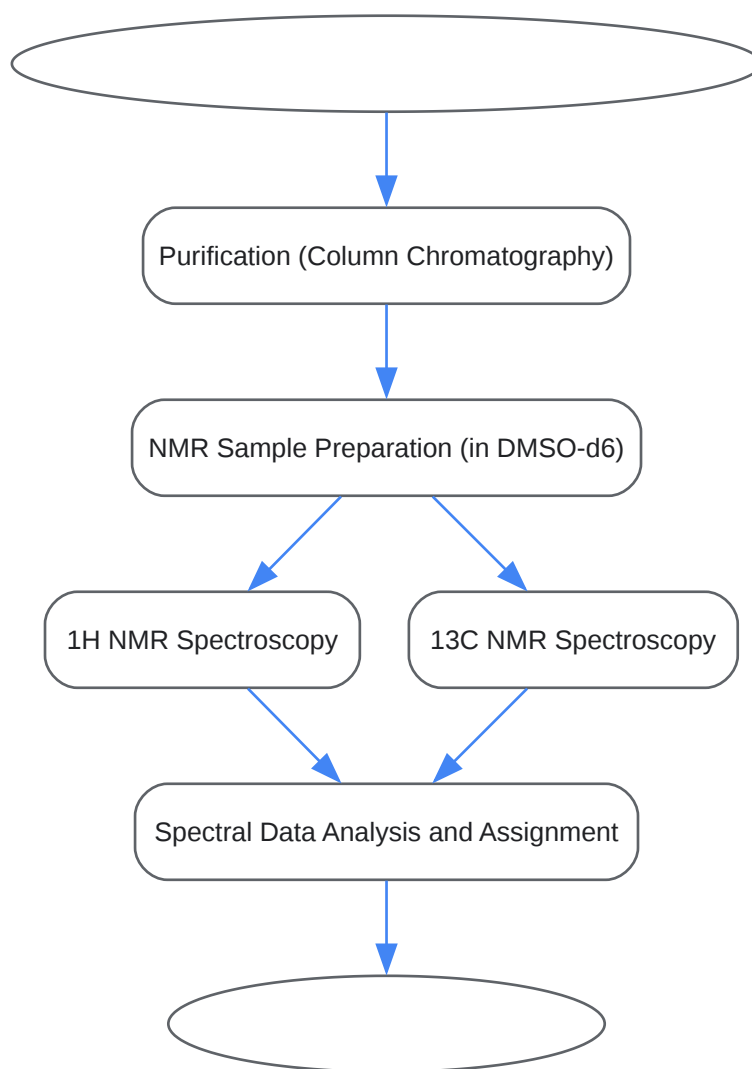 Purification (Column Chromatography)
NMR Sample Preparation (in DMSO-d6)
1H NMR Spectroscopy
13C NMR Spectroscopy
Spectral Data Analysis and Assignment